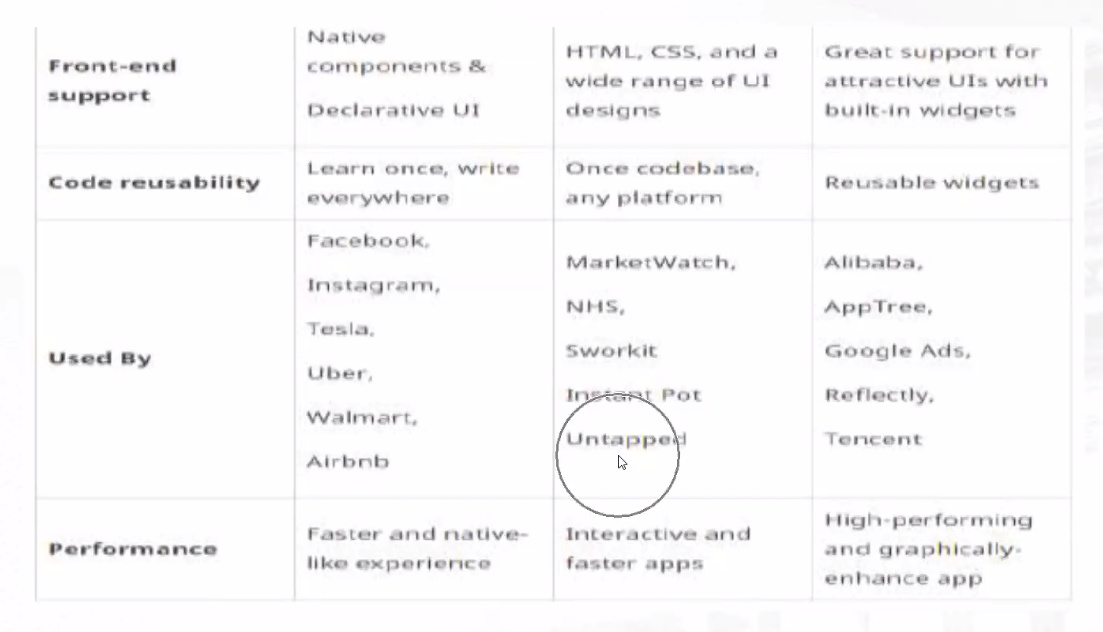 Front-end
support
Native
components &
Declarative UI
HTML, CSS, and a
wide range of UI
designs
Great support for
attractive UIs with
built-in widgets
Code reusability
Learn once, write
everywhere
Once codebase,
any platform
Reusable widgets
Used By
Facebook,
Instagram,
Tesla,
Uber,
Walmart,
Airbnb
MarketWatch,
NHS,
Sworkit
Instant Pot
Untapped
Alibaba,
AppTree,
Google Ads,
Reflectly,
Tencent
Performance
Faster and native-
like experience
Interactive and
faster apps
High-performing
and graphically-
enhance app